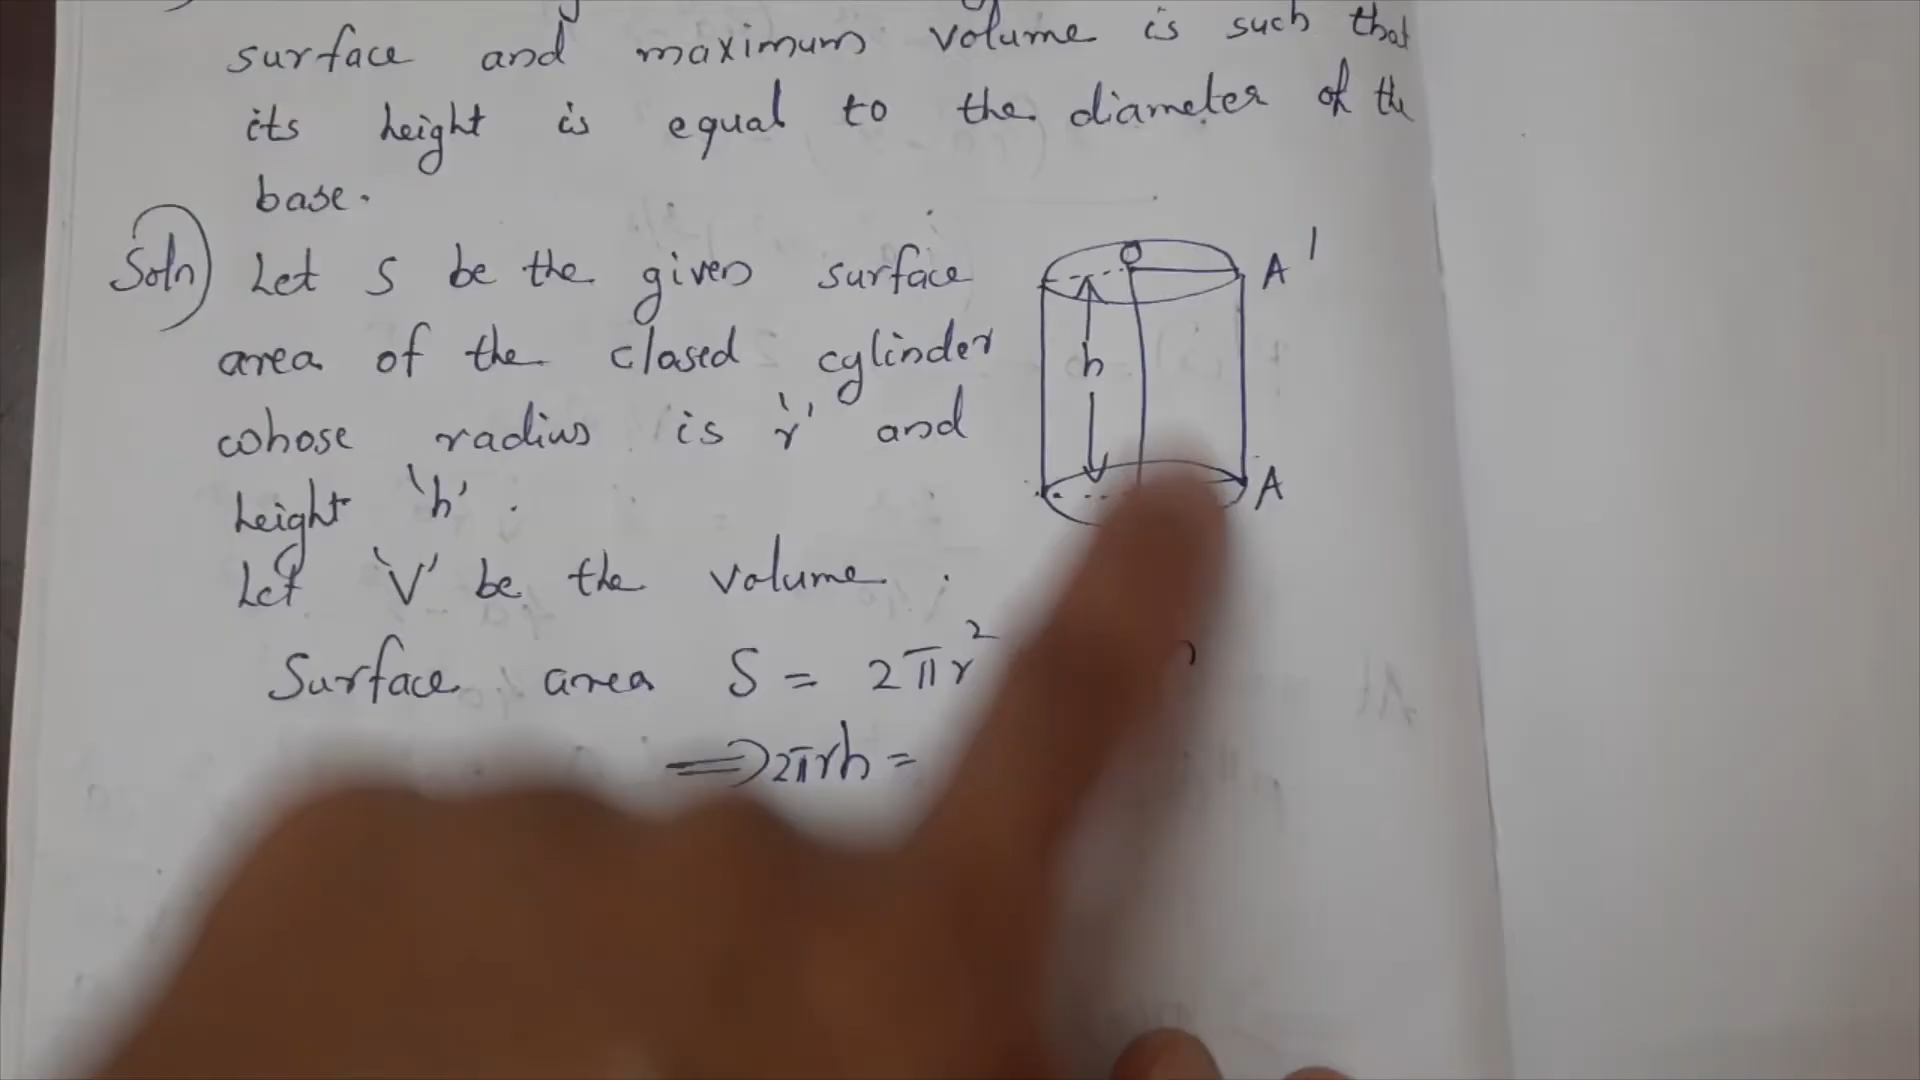 surface and maximum volume is such that
its height is equal to the diameter of the
base.
Soln) Let S be the given surface
area of the clased cylinder
whose radius is 'r' and
height 'h'.
Let 'V' be the volume.
Surface area S = 2πr²
⟹ 2πrh =
O
A'
h
A